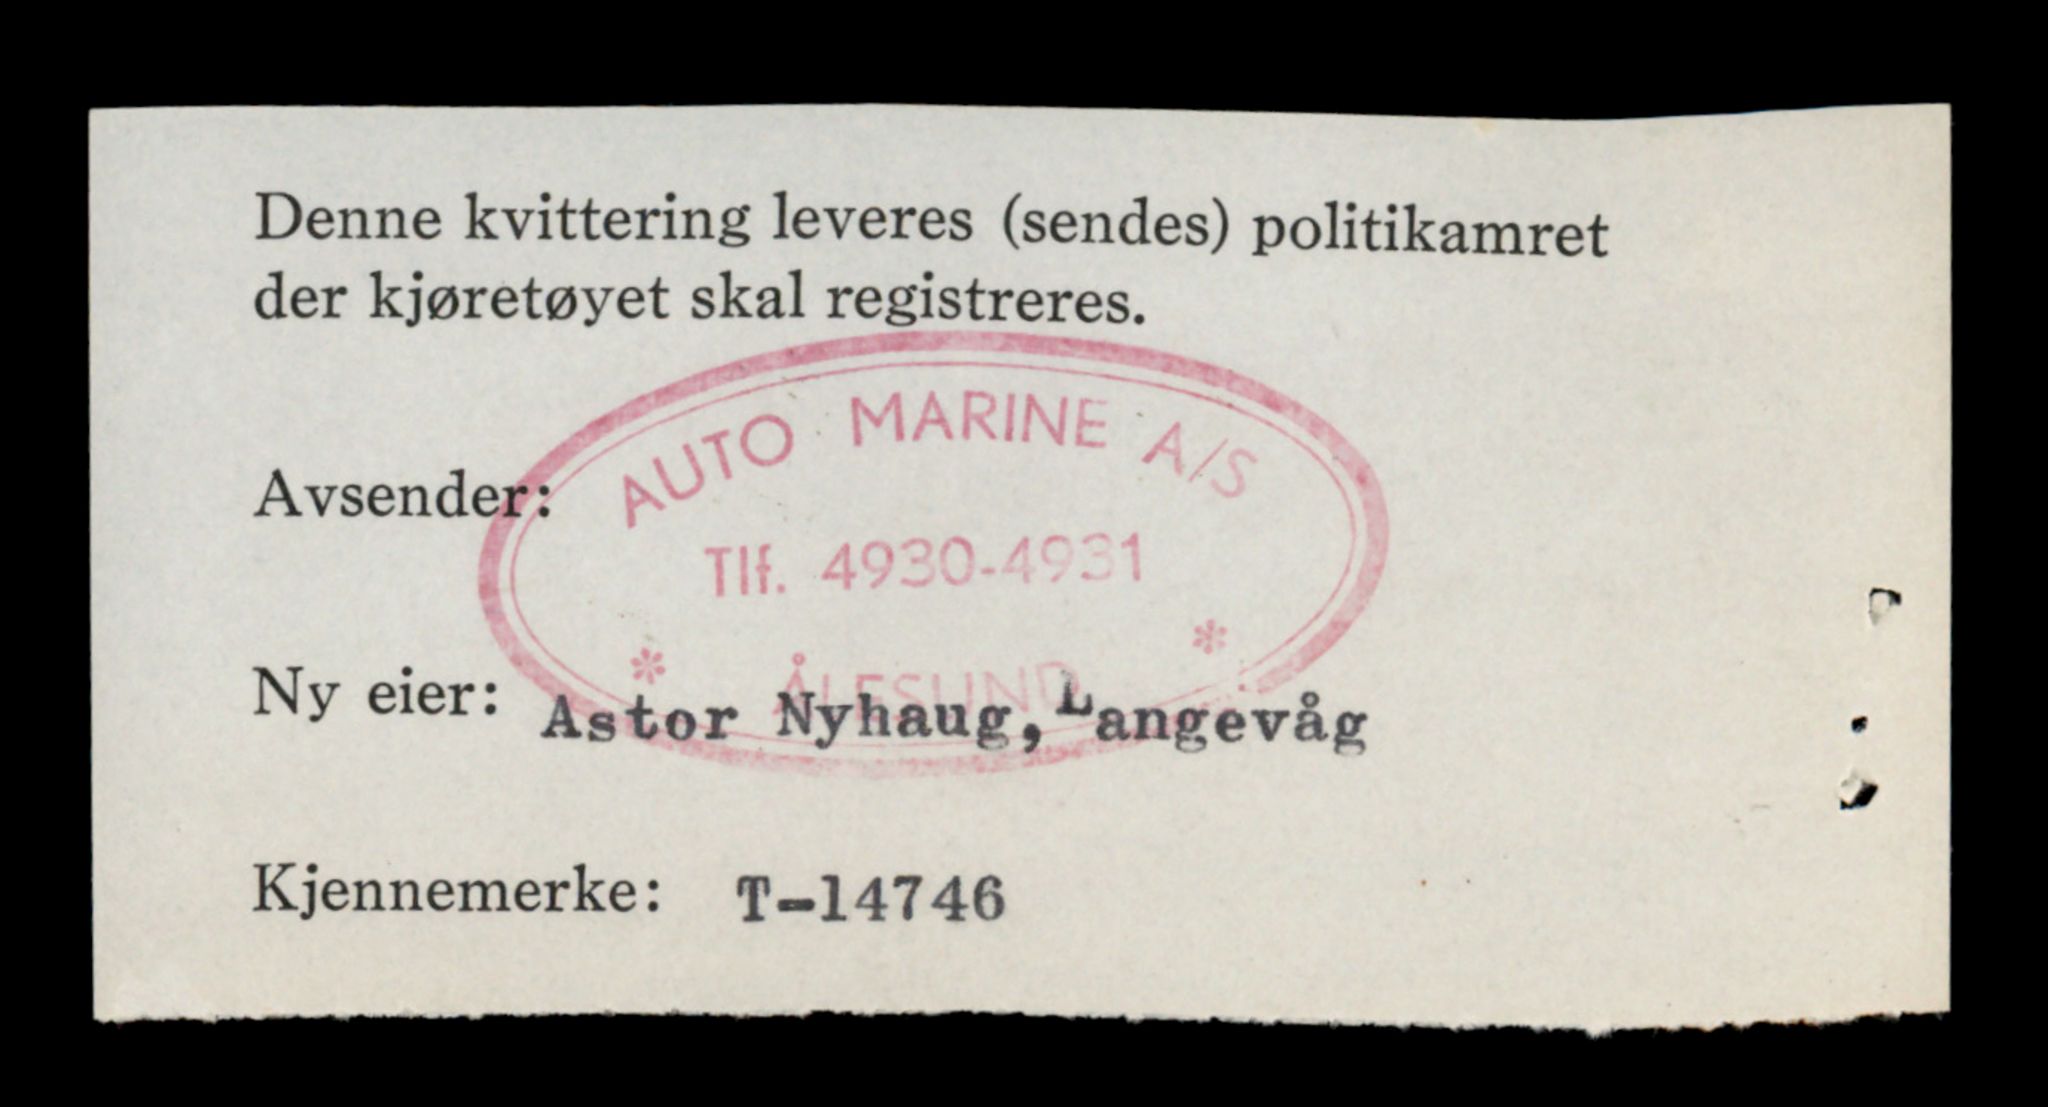 Denne kvittering leveres (sendes) politikamret
der kjøretøyet skal registreres.
AUTO MARINE A/S
Avsender:
Tlf. 4930-4931
* ÅLESUND *
Ny eier: Astor Nyhaug, Langevåg
Kjennemerke: T-14746